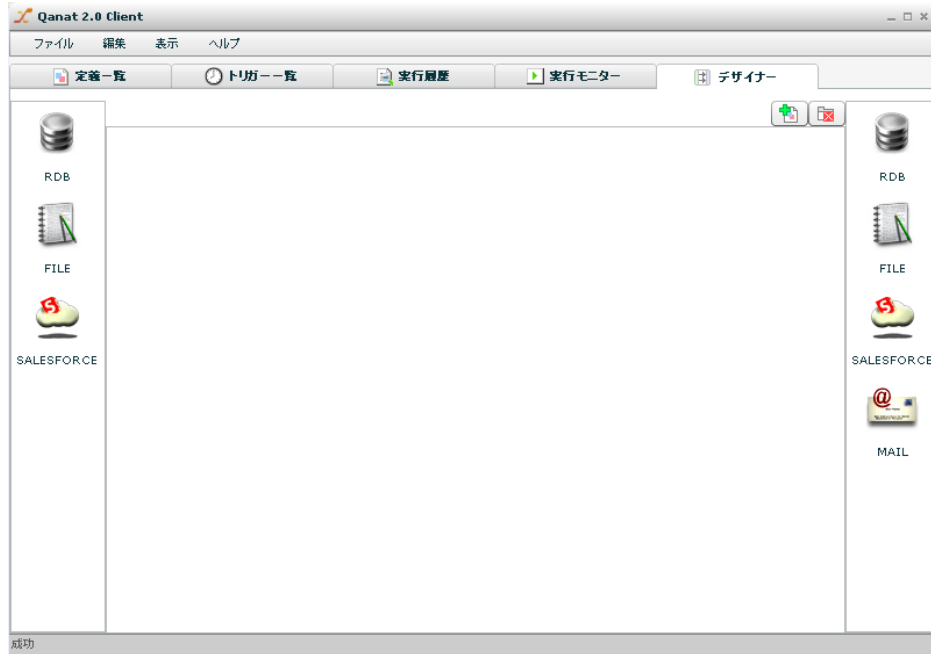 Qanat 2.0 Client
ファイル 編集 表示 ヘルプ
定義一覧 トリガー一覧 実行履歴 実行モニター デザイナー
RDB RDB
FILE FILE
SALESFORCE SALESFORCE
MAIL
成功